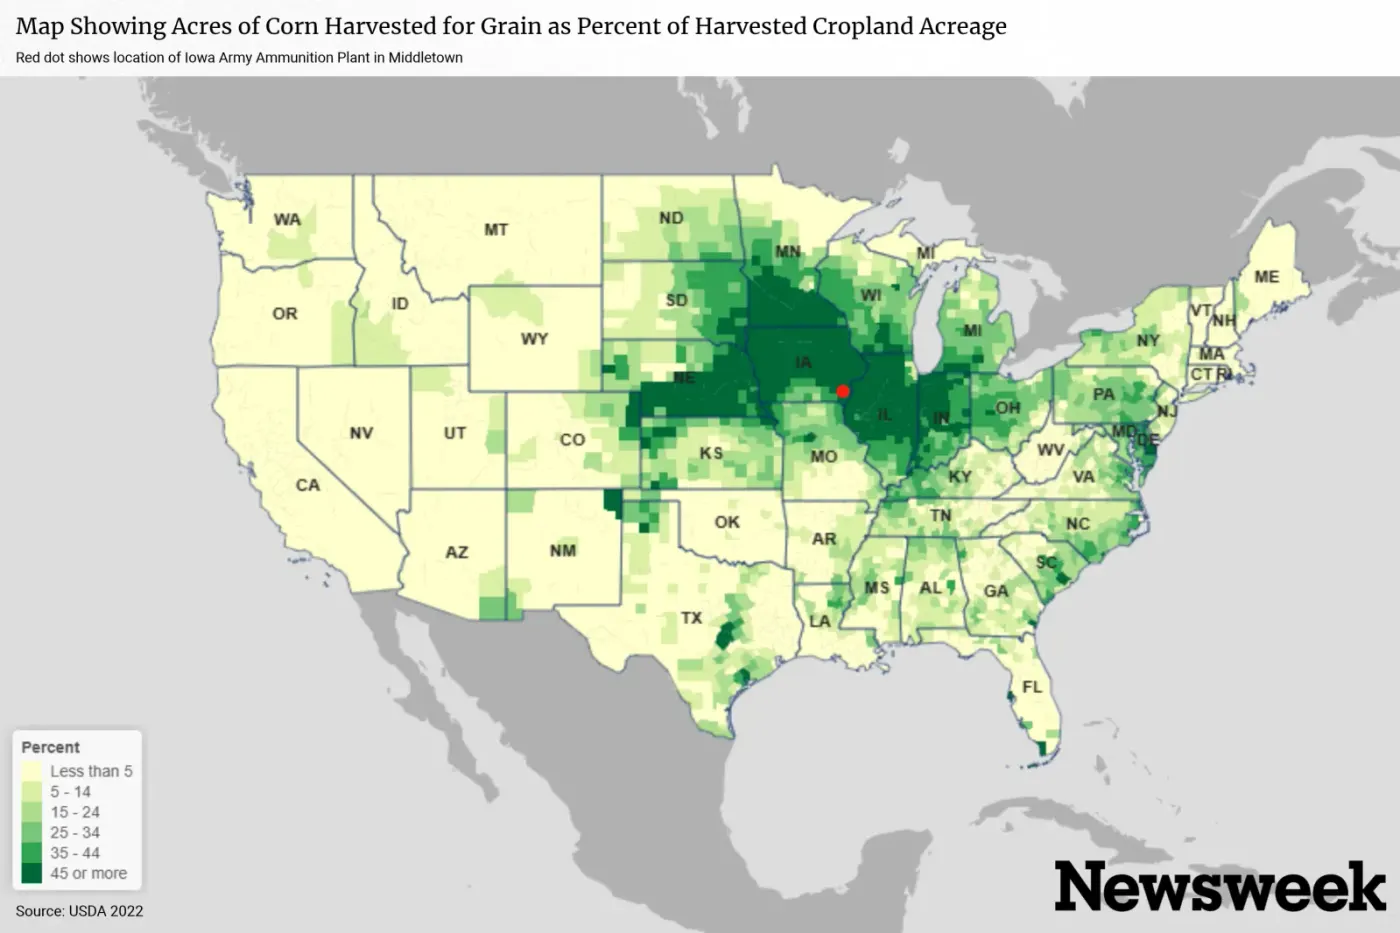 Map Showing Acres of Corn Harvested for Grain as Percent of Harvested Cropland Acreage
Red dot shows location of Iowa Army Ammunition Plant in Middletown
WA
MT
ND
MN
MI
ME
OR
ID
SD
WI
VT
NH
WY
MI
NY
MA
IA
CT RI
NE
PA
NV
UT
CO
IL
IN
OH
NJ
KS
MO
WV
MD
DE
CA
KY
VA
AZ
NM
OK
AR
TN
NC
TX
LA
MS
AL
GA
SC
FL
Percent
Less than 5
5 - 14
15 - 24
25 - 34
35 - 44
45 or more
Source: USDA 2022
Newsweek